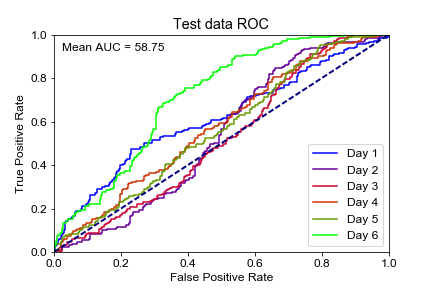 Test data ROC
Mean AUC = 58.75
True Positive Rate
1.0
0.8
0.6
0.4
0.2
0.0
0.0 0.2 0.4 0.6 0.8 1.0
False Positive Rate
Day 1
Day 2
Day 3
Day 4
Day 5
Day 6